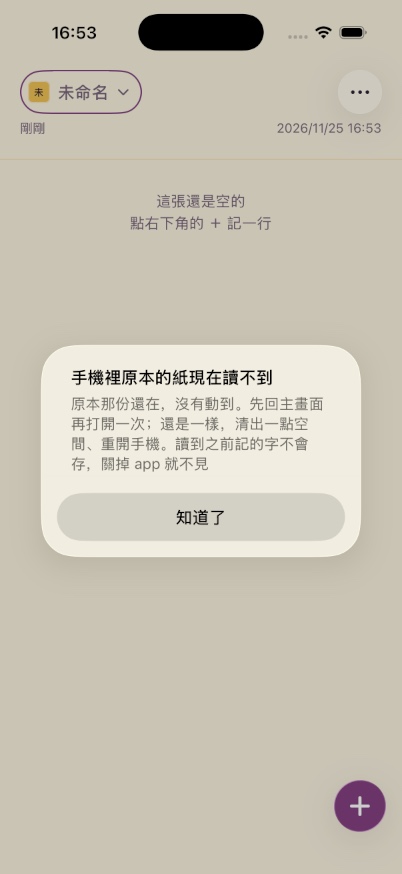 16:53
未 未命名
剛剛
2026/11/25 16:53
這張還是空的
點右下角的 ＋ 記一行
手機裡原本的紙現在讀不到
原本那份還在，沒有動到。先回主畫面
再打開一次；還是一樣，清出一點空
間、重開手機。讀到之前記的字不會
存，關掉 app 就不見
知道了